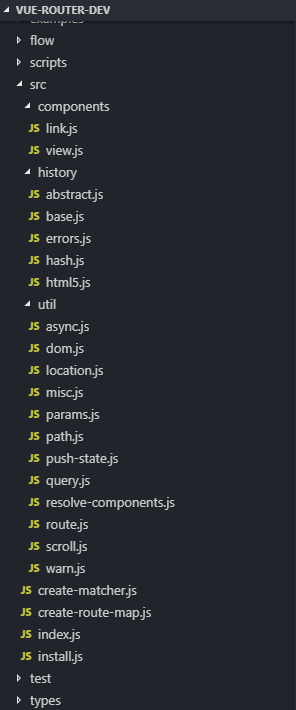 VUE-ROUTER-DEV
examples
flow
scripts
src
components
JS link.js
JS view.js
history
JS abstract.js
JS base.js
JS errors.js
JS hash.js
JS html5.js
util
JS async.js
JS dom.js
JS location.js
JS misc.js
JS params.js
JS path.js
JS push-state.js
JS query.js
JS resolve-components.js
JS route.js
JS scroll.js
JS warn.js
JS create-matcher.js
JS create-route-map.js
JS index.js
JS install.js
test
types